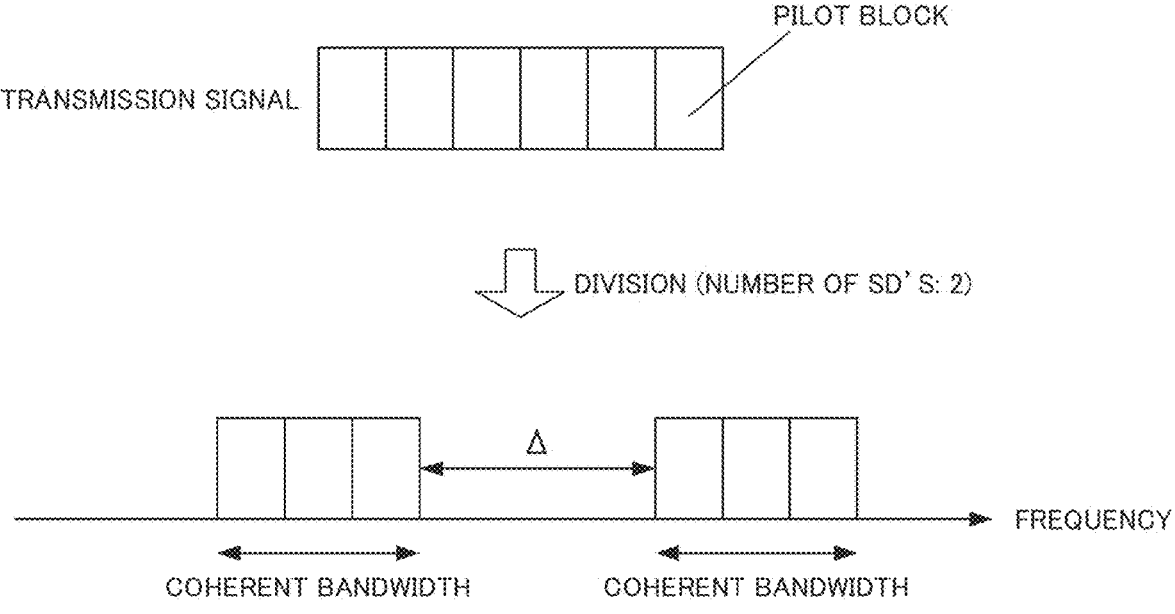 PILOT BLOCK
TRANSMISSION SIGNAL
DIVISION (NUMBER OF SD'S: 2)
Δ
FREQUENCY
COHERENT BANDWIDTH
COHERENT BANDWIDTH